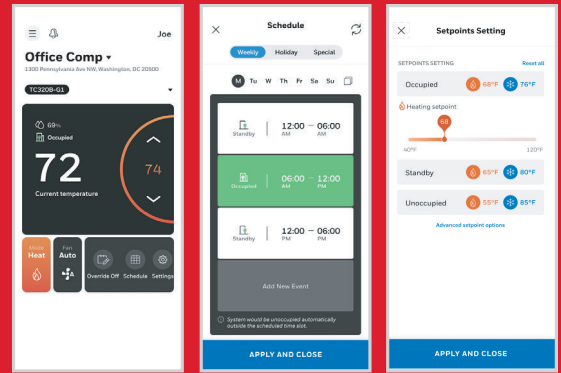 Joe
Office Comp
1300 Pennsylvania Ave NW, Washington, DC 20500
TC320B-G1
69%
Occupied
72
Current temperature
74
Mode
Heat
Fan
Auto
Override Off
Schedule
Settings
Schedule
Weekly
Holiday
Special
M Tu W Th Fr Sa Su
Standby
12:00 AM – 06:00 AM
Occupied
06:00 AM – 12:00 PM
Standby
12:00 PM – 06:00 PM
Add New Event
System would be unoccupied automatically
outside the scheduled time slot.
APPLY AND CLOSE
Setpoints Setting
SETPOINTS SETTING
Reset all
Occupied 68°F 76°F
Heating setpoint
68
40°F 120°F
Standby 65°F 80°F
Unoccupied 55°F 85°F
Advanced setpoint options
APPLY AND CLOSE